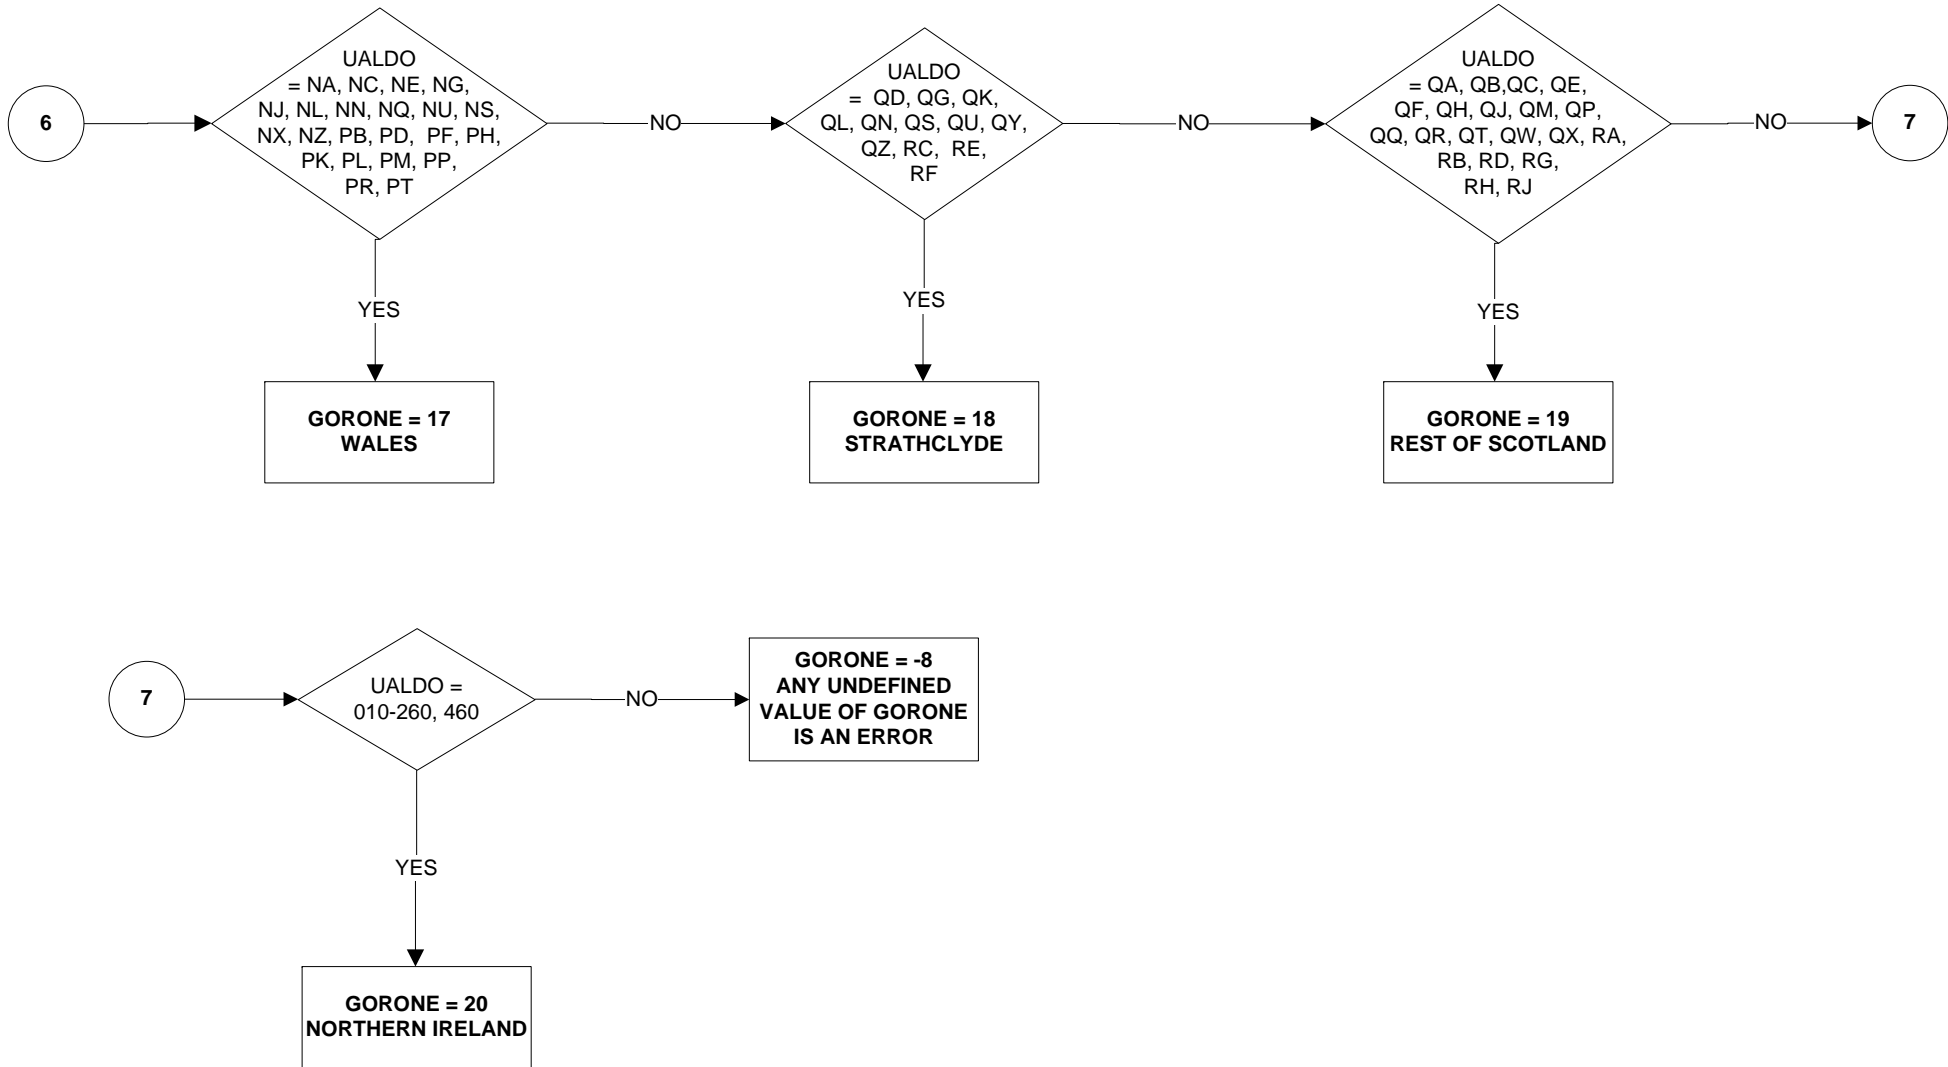 6
UALDO
= NA, NC, NE, NG,
NJ, NL, NN, NQ, NU, NS,
NX, NZ, PB, PD, PF, PH,
PK, PL, PM, PP,
PR, PT
NO
UALDO
= QD, QG, QK,
QL, QN, QS, QU, QY,
QZ, RC, RE,
RF
NO
UALDO
= QA, QB,QC, QE,
QF, QH, QJ, QM, QP,
QQ, QR, QT, QW, QX, RA,
RB, RD, RG,
RH, RJ
NO
7
YES
YES
YES
GORONE = 17
WALES
GORONE = 18
STRATHCLYDE
GORONE = 19
REST OF SCOTLAND
7
UALDO =
010-260, 460
NO
GORONE = -8
ANY UNDEFINED
VALUE OF GORONE
IS AN ERROR
YES
GORONE = 20
NORTHERN IRELAND